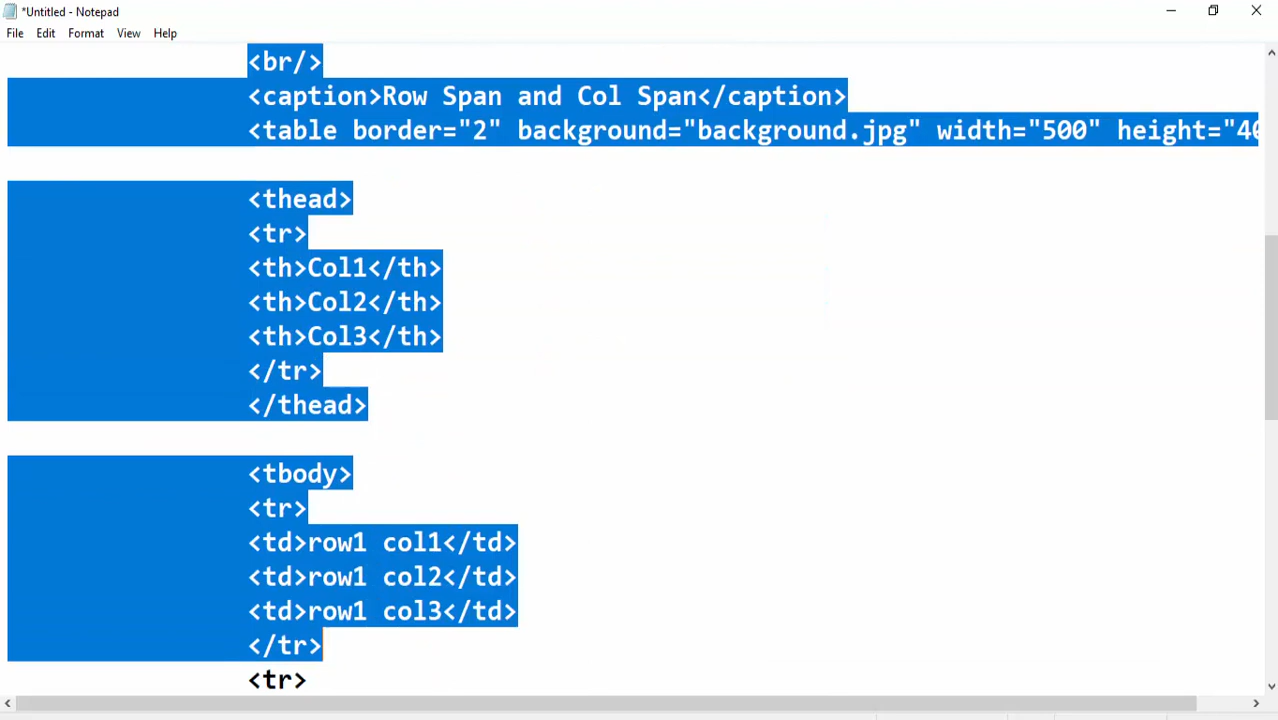 *Untitled - Notepad
File Edit Format View Help
<br/>
<caption>Row Span and Col Span</caption>
<table border="2" background="background.jpg" width="500" height="40
<thead>
<tr>
<th>Col1</th>
<th>Col2</th>
<th>Col3</th>
</tr>
</thead>
<tbody>
<tr>
<td>row1 col1</td>
<td>row1 col2</td>
<td>row1 col3</td>
</tr>
<tr>